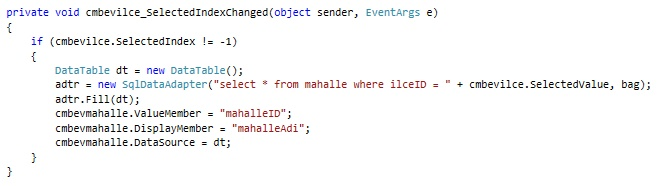 private void cmbevilce_SelectedIndexChanged(object sender, EventArgs e)
{
    if (cmbevilce.SelectedIndex != -1)
    {
        DataTable dt = new DataTable();
        adtr = new SqlDataAdapter("select * from mahalle where ilceID = " + cmbevilce.SelectedValue, bag);
        adtr.Fill(dt);
        cmbevmahalle.ValueMember = "mahalleID";
        cmbevmahalle.DisplayMember = "mahalleAdi";
        cmbevmahalle.DataSource = dt;
    }
}